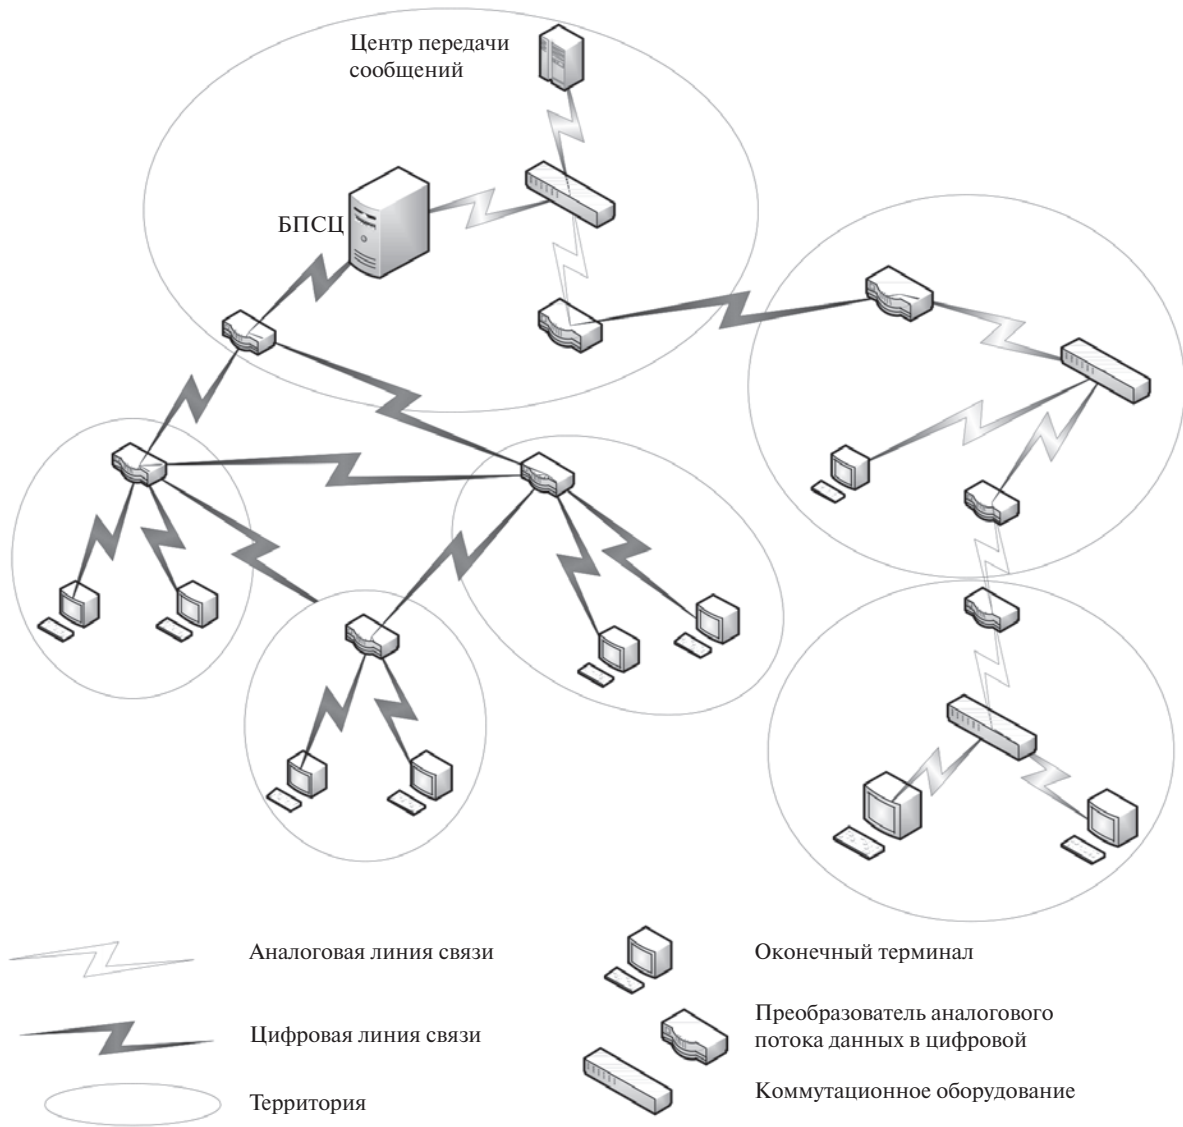 Центр передачи
сообщений
БПСЦ
Аналоговая линия связи
Цифровая линия связи
Территория
Оконечный терминал
Преобразователь аналогового
потока данных в цифровой
Коммутационное оборудование